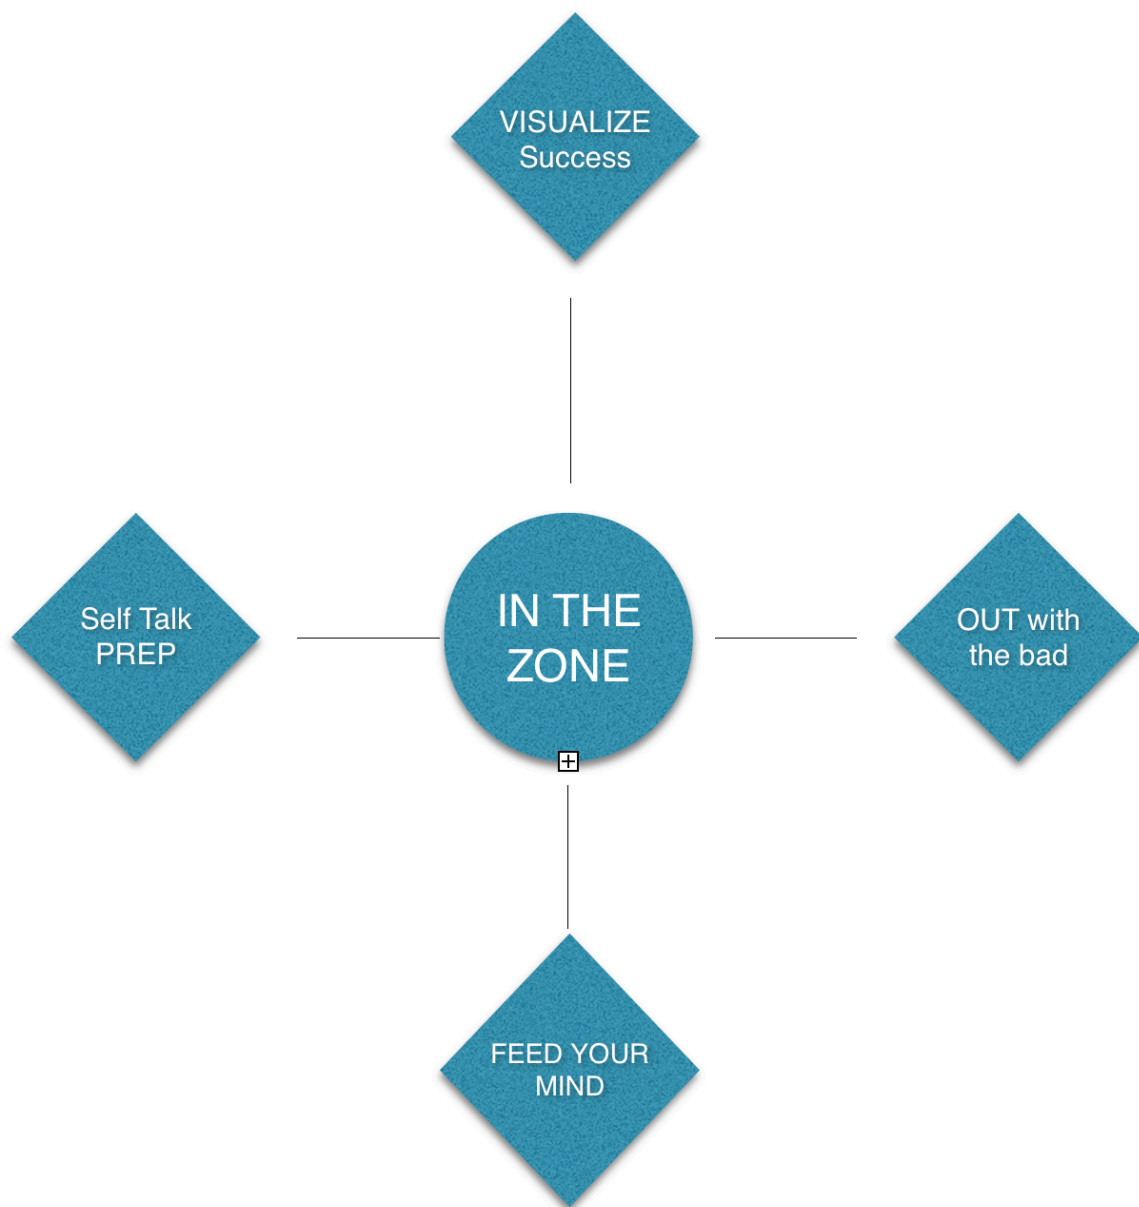 VISUALIZE
Success
Self Talk
PREP
IN THE
ZONE
OUT with
the bad
FEED YOUR
MIND